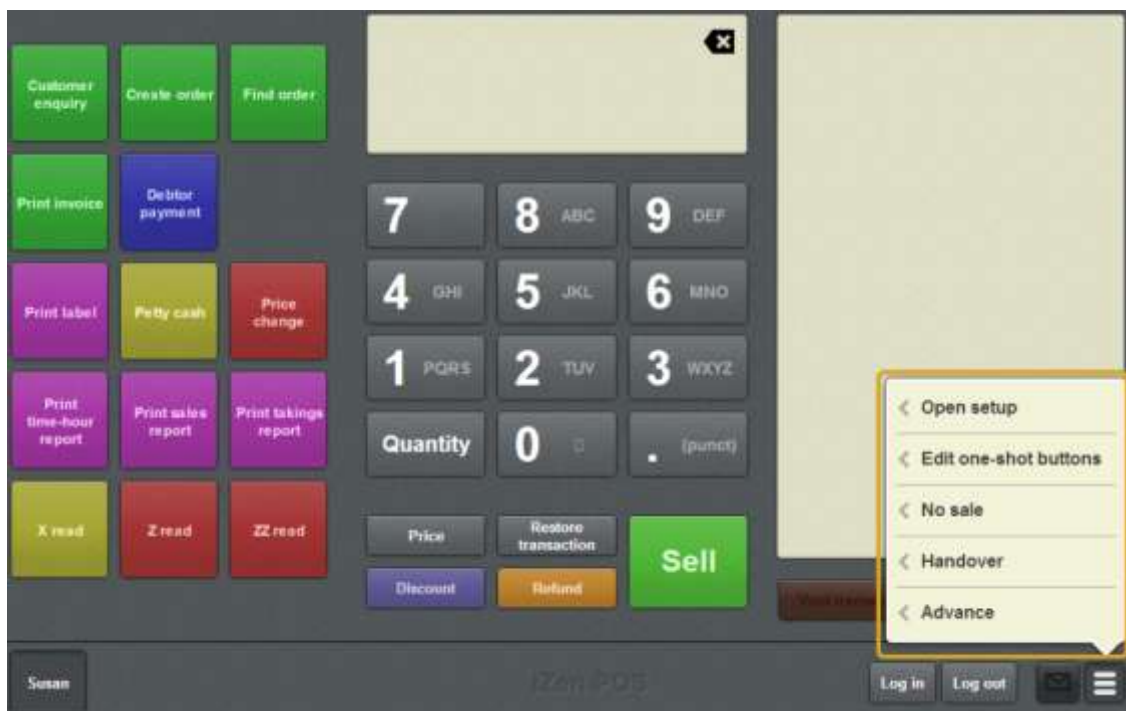 Customer
enquiry
Create order
Find order
Print invoice
Debtor
payment
Print label
Petty cash
Price
change
Print
time-hour
report
Print sales
report
Print takings
report
X read
Z read
ZZ read
7
8 ABC
9 DEF
4 GHI
5 JKL
6 MNO
1 PQRS
2 TUV
3 WXYZ
Quantity
0
. (punct)
Price
Restore
transaction
Discount
Refund
Sell
Open setup
Edit one-shot buttons
No sale
Handover
Advance
Susan
Log in
Log out